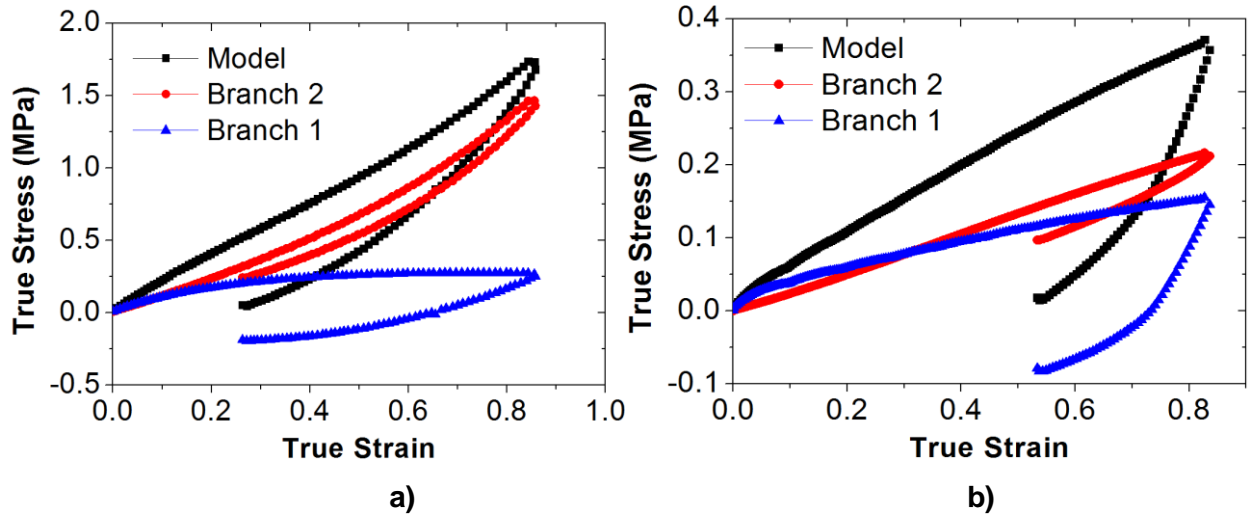 2.0
1.5
1.0
0.5
0.0
-0.5
True Stress (MPa)
Model
Branch 2
Branch 1
0.0 0.2 0.4 0.6 0.8 1.0
True Strain
a)
0.4
0.3
0.2
0.1
0.0
-0.1
True Stress (MPa)
Model
Branch 2
Branch 1
0.0 0.2 0.4 0.6 0.8
True Strain
b)